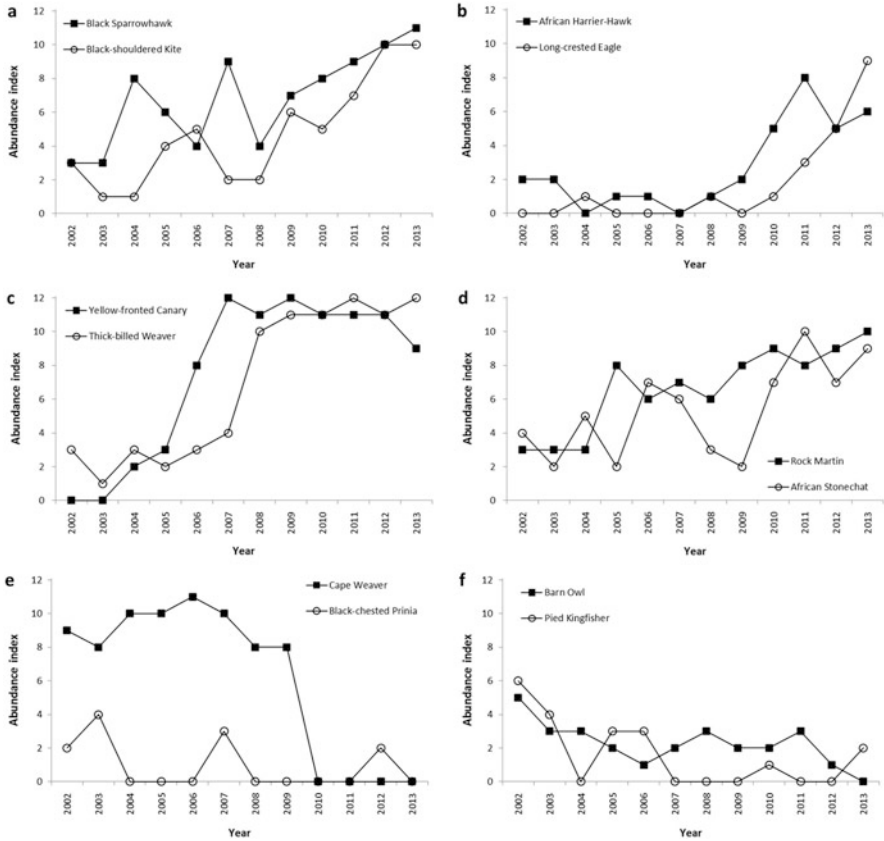 a
Black Sparrowhawk
Black-shouldered Kite
Abundance index
12
10
8
6
4
2
0
2002 2003 2004 2005 2006 2007 2008 2009 2010 2011 2012 2013
Year
b
African Harrier-Hawk
Long-crested Eagle
Abundance index
12
10
8
6
4
2
0
2002 2003 2004 2005 2006 2007 2008 2009 2010 2011 2012 2013
Year
c
Yellow-fronted Canary
Thick-billed Weaver
Abundance index
12
10
8
6
4
2
0
2002 2003 2004 2005 2006 2007 2008 2009 2010 2011 2012 2013
Year
d
Rock Martin
African Stonechat
Abundance index
12
10
8
6
4
2
0
2002 2003 2004 2005 2006 2007 2008 2009 2010 2011 2012 2013
Year
e
Cape Weaver
Black-chested Prinia
Abundance index
12
10
8
6
4
2
0
2002 2003 2004 2005 2006 2007 2008 2009 2010 2011 2012 2013
Year
f
Barn Owl
Pied Kingfisher
Abundance index
12
10
8
6
4
2
0
2002 2003 2004 2005 2006 2007 2008 2009 2010 2011 2012 2013
Year